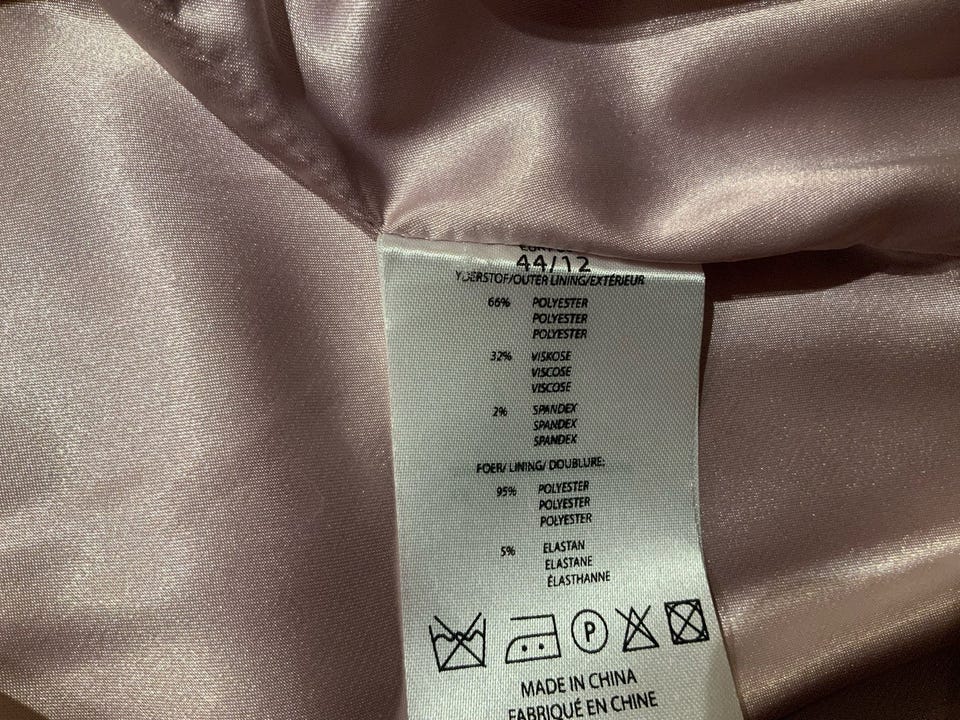 44/12
YDERSTOF/OUTER LINING/EXTÉRIEUR
66% POLYESTER
POLYESTER
POLYESTER
32% VISKOSE
VISCOSE
VISCOSE
2% SPANDEX
SPANDEX
SPANDEX
FOER/ LINING/ DOUBLURE:
95% POLYESTER
POLYESTER
POLYESTER
5% ELASTAN
ELASTANE
ÉLASTHANNE
P
MADE IN CHINA
FABRIQUÉ EN CHINE